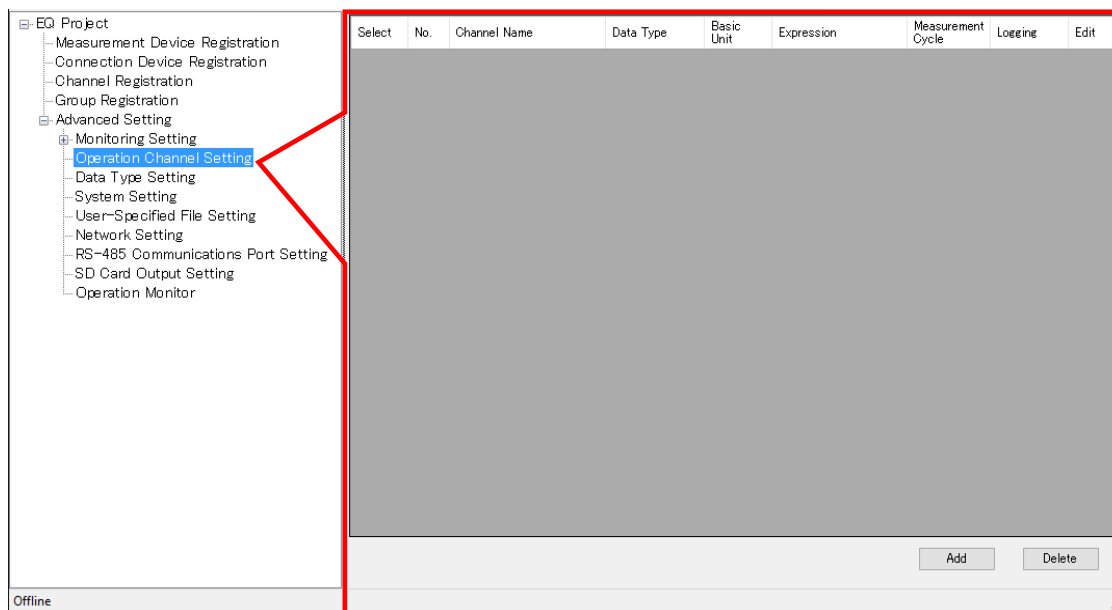 EQ Project
Measurement Device Registration
Connection Device Registration
Channel Registration
Group Registration
Advanced Setting
Monitoring Setting
Operation Channel Setting
Data Type Setting
System Setting
User-Specified File Setting
Network Setting
RS-485 Communications Port Setting
SD Card Output Setting
Operation Monitor
Select No. Channel Name Data Type Basic Unit Expression Measurement Cycle Logging Edit
Add Delete
Offline